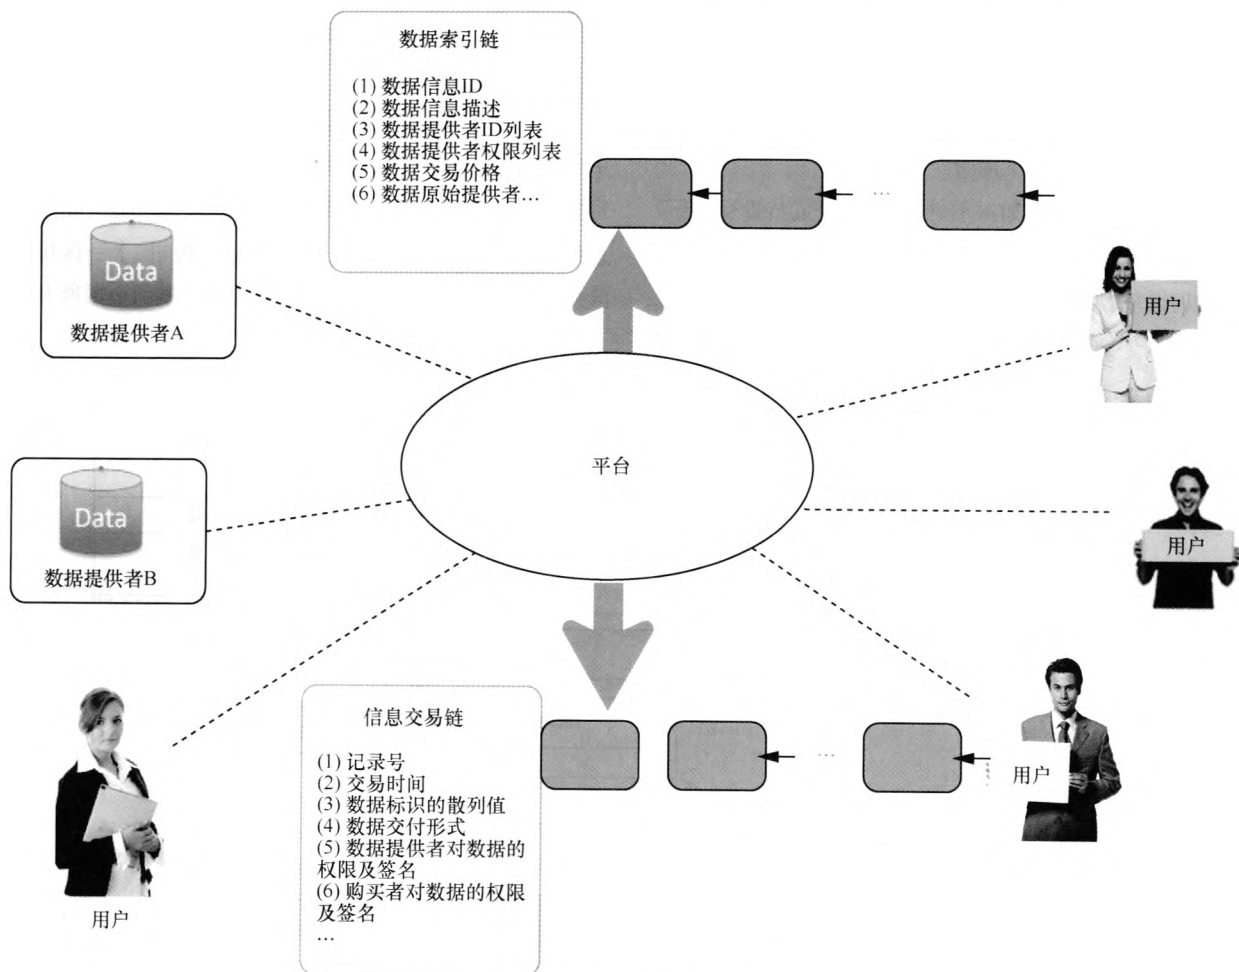 数据索引链
(1) 数据信息ID
(2) 数据信息描述
(3) 数据提供者ID列表
(4) 数据提供者权限列表
(5) 数据交易价格
(6) 数据原始提供者…
…
Data
数据提供者A
用户
平台
Data
数据提供者B
用户
信息交易链
(1) 记录号
(2) 交易时间
(3) 数据标识的散列值
(4) 数据交付形式
(5) 数据提供者对数据的
权限及签名
(6) 购买者对数据的权限
及签名
…
…
用户
用户